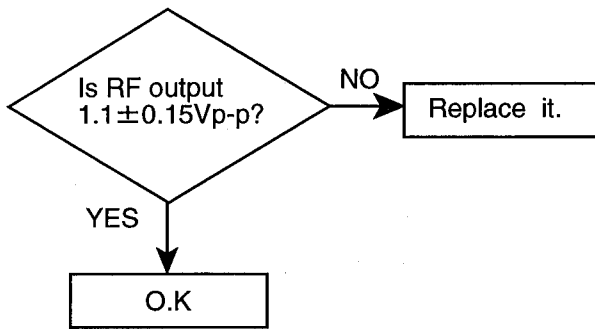 Is RF output
1.1±0.15Vp-p?
NO
Replace it.
YES
O.K